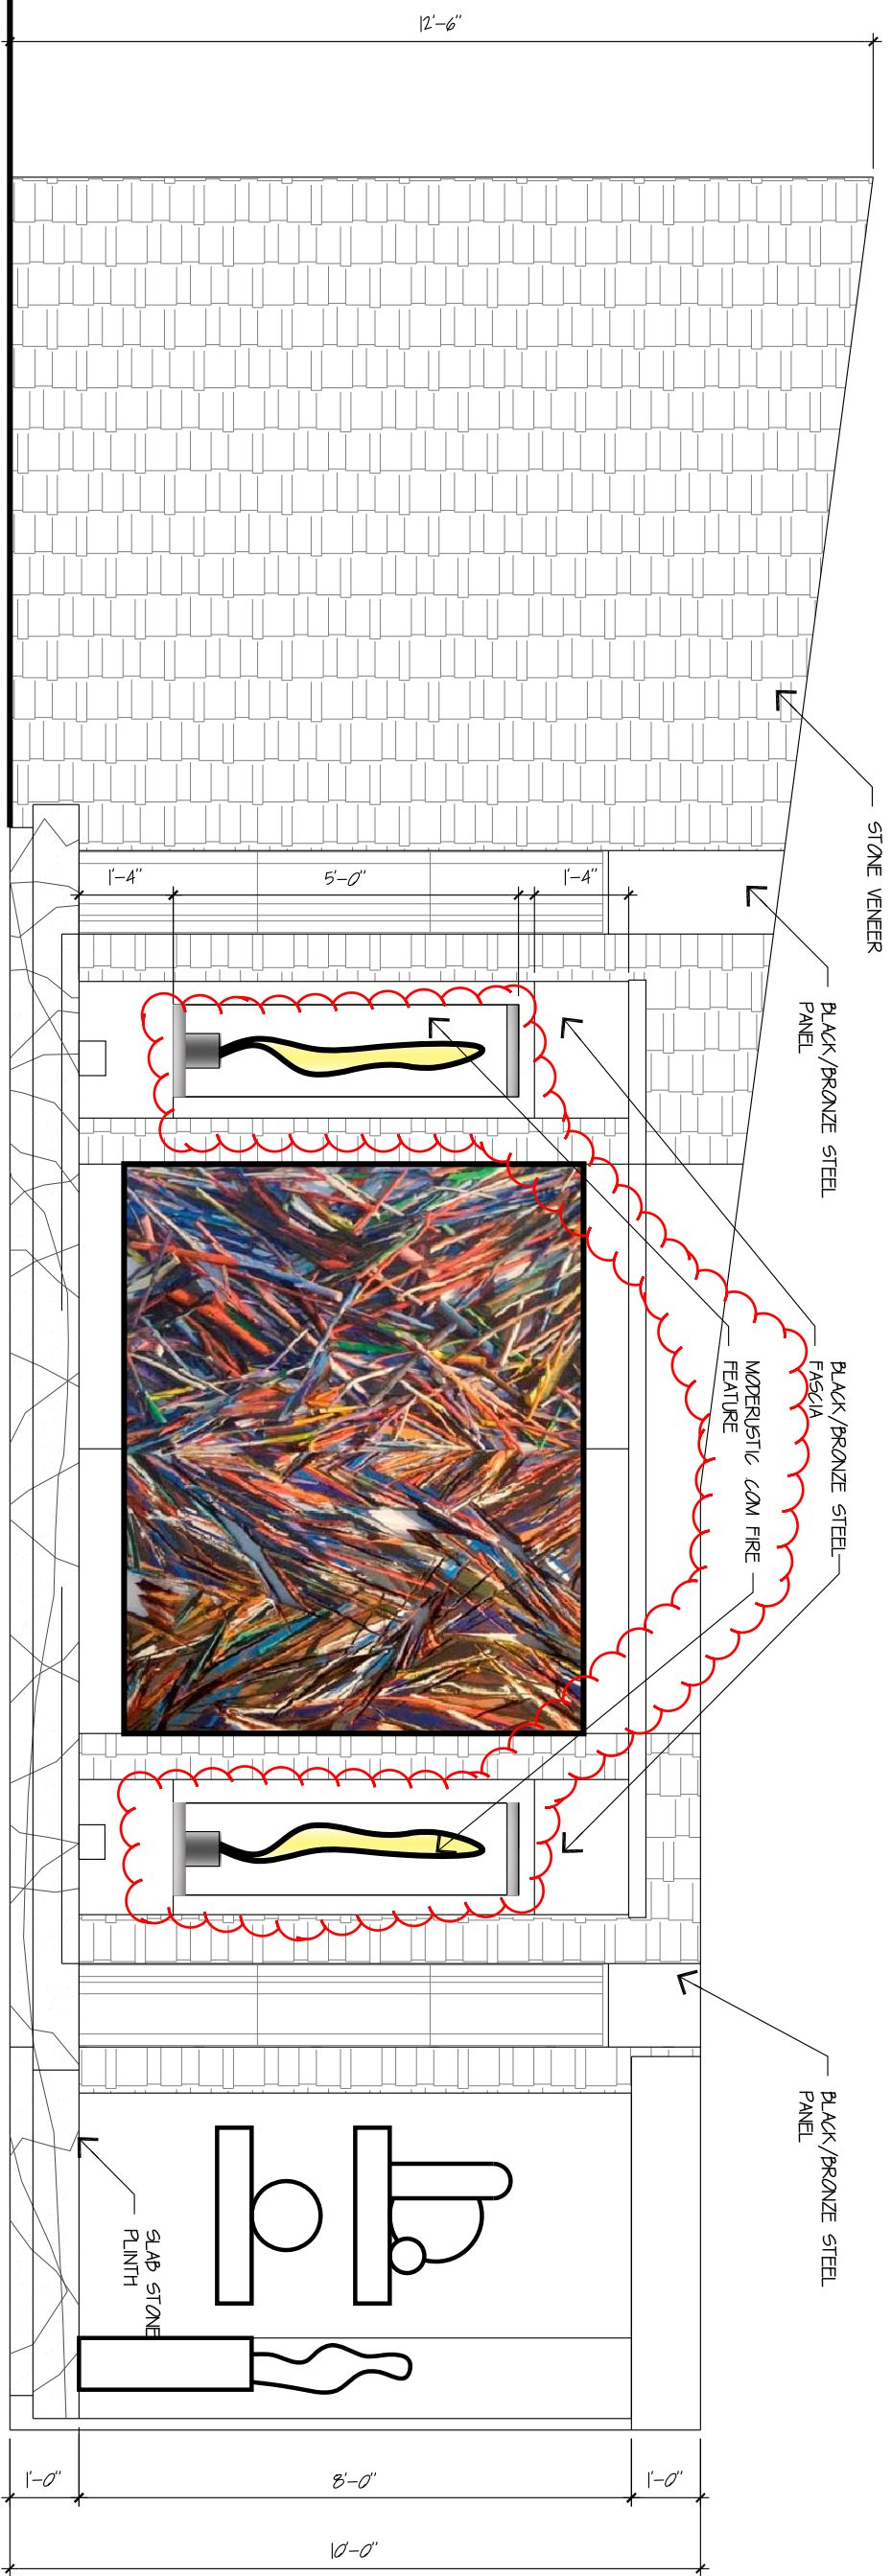 12'-6"
STONE VENEER
BLACK/BRONZE STEEL
PANEL
1'-4"
5'-0"
1'-4"
BLACK/BRONZE STEEL
FASCIA
MODERUSTIC COM FIRE
FEATURE
BLACK/BRONZE STEEL
PANEL
SLAB STONE
PLINTH
1'-0"
8'-0"
1'-0"
10'-0"